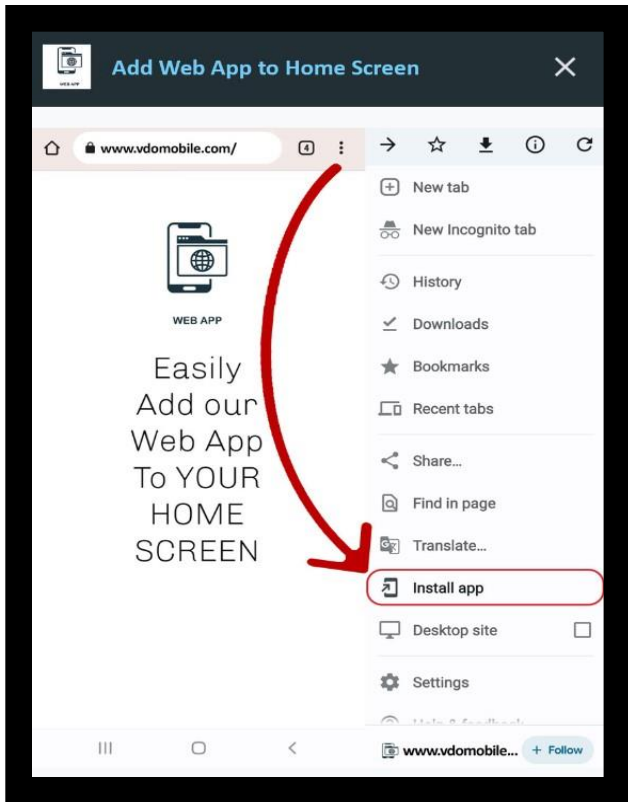 WEB APP
Add Web App to Home Screen
www.vdomobile.com/
4
WEB APP
Easily
Add our
Web App
To YOUR
HOME
SCREEN
New tab
New Incognito tab
History
Downloads
Bookmarks
Recent tabs
Share...
Find in page
Translate...
Install app
Desktop site
Settings
Help & feedback
www.vdomobile...
+ Follow